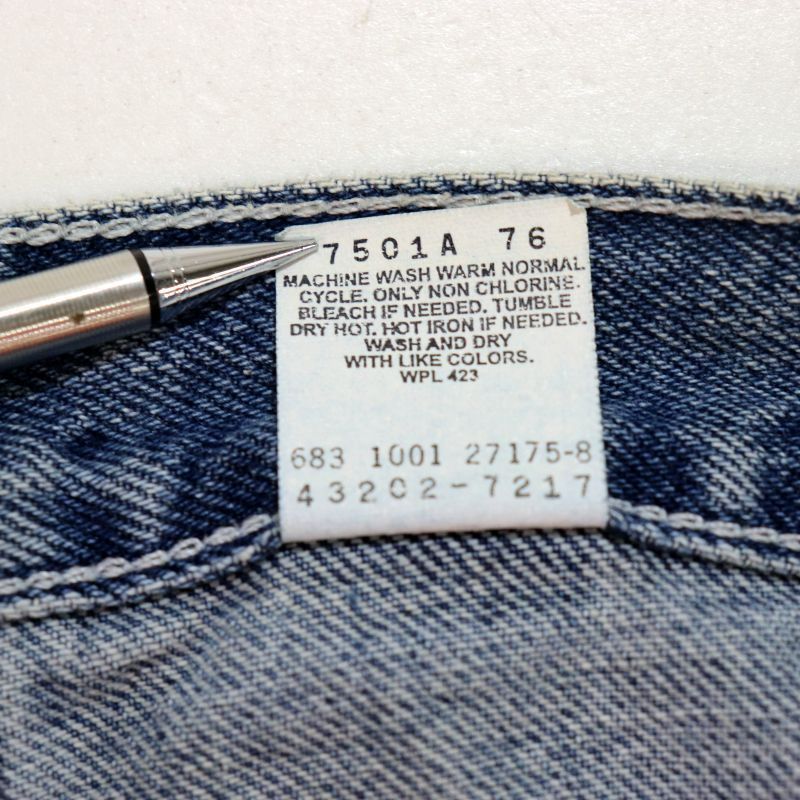 7501A 76
MACHINE WASH WARM NORMAL
CYCLE. ONLY NON CHLORINE.
BLEACH IF NEEDED. TUMBLE
DRY HOT. HOT IRON IF NEEDED.
WASH AND DRY
WITH LIKE COLORS.
WPL 423
683 1001 27175-8
43202-7217